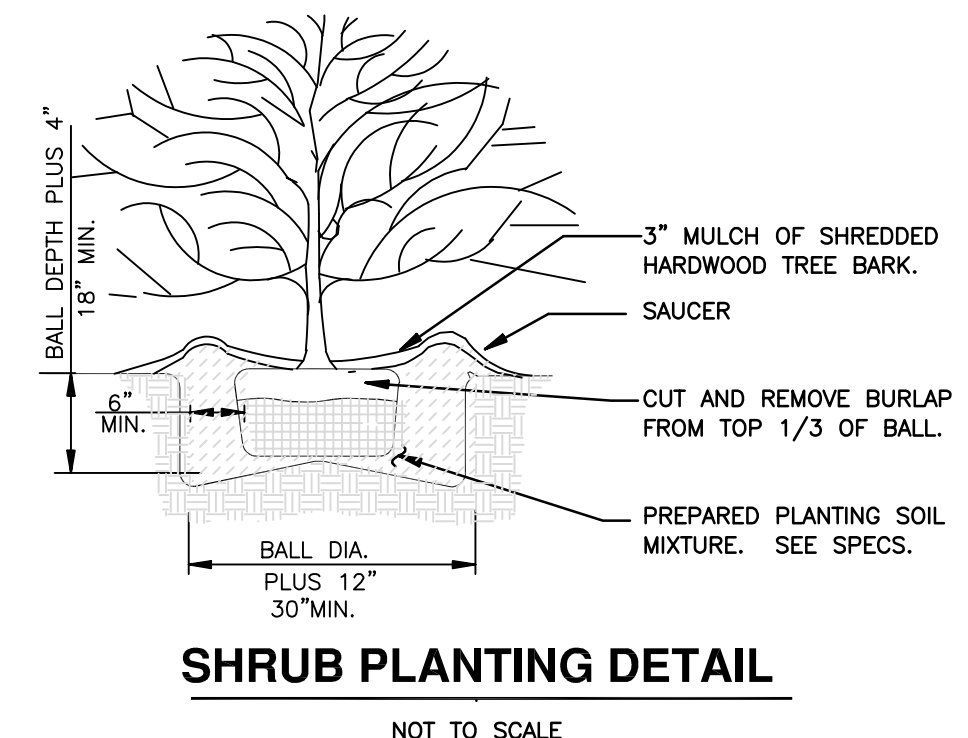 BALL DEPTH PLUS 4”
18” MIN.
3” MULCH OF SHREDDED
HARDWOOD TREE BARK.
SAUCER
CUT AND REMOVE BURLAP
FROM TOP 1/3 OF BALL.
6”
MIN.
PREPARED PLANTING SOIL
MIXTURE. SEE SPECS.
BALL DIA.
PLUS 12”
30”MIN.
SHRUB PLANTING DETAIL
NOT TO SCALE